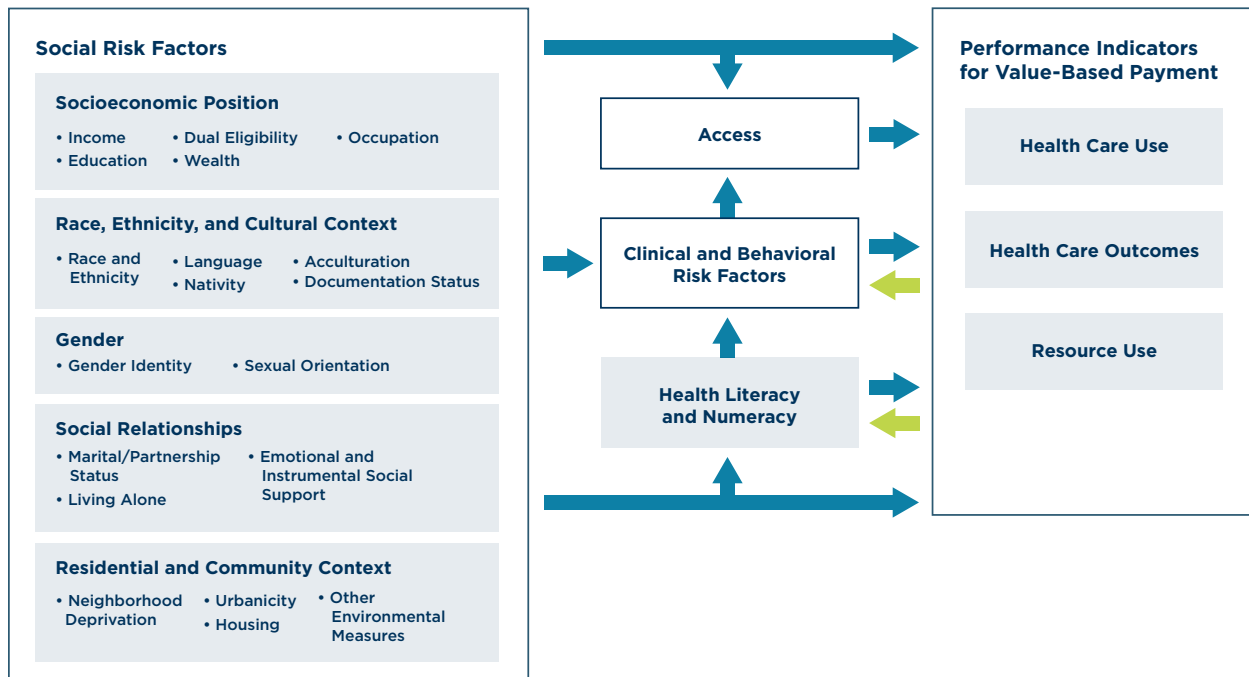 Social Risk Factors
Socioeconomic Position
• Income
• Education
• Dual Eligibility
• Wealth
• Occupation
Race, Ethnicity, and Cultural Context
• Race and
Ethnicity
• Language
• Nativity
• Acculturation
• Documentation Status
Gender
• Gender Identity
• Sexual Orientation
Social Relationships
• Marital/Partnership
Status
• Living Alone
• Emotional and
Instrumental Social
Support
Residential and Community Context
• Neighborhood
Deprivation
• Urbanicity
• Housing
• Other
Environmental
Measures
Access
Clinical and Behavioral
Risk Factors
Health Literacy
and Numeracy
Performance Indicators
for Value-Based Payment
Health Care Use
Health Care Outcomes
Resource Use